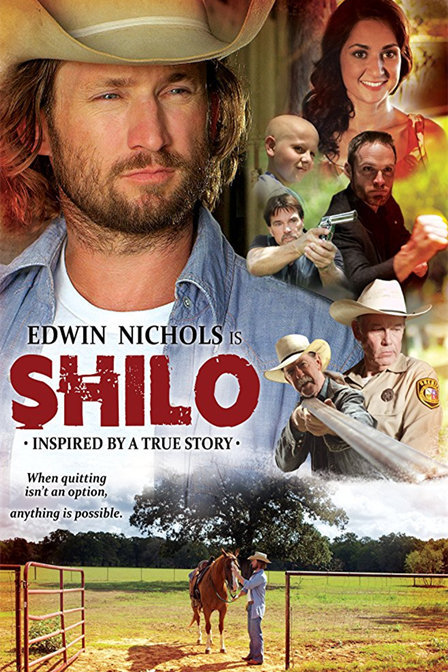 EDWIN NICHOLS IS
SHILO
• INSPIRED BY A TRUE STORY •
When quitting
isn't an option,
anything is possible.